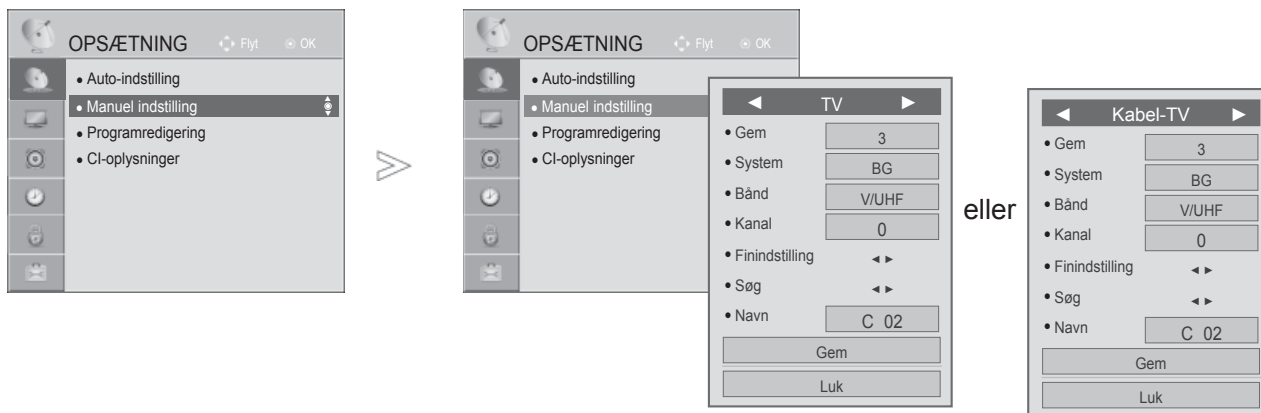 OPSÆTNING Flyt OK
• Auto-indstilling
• Manuel indstilling
• Programredigering
• CI-oplysninger
OPSÆTNING Flyt OK
• Auto-indstilling
• Manuel indstilling
• Programredigering
• CI-oplysninger
◄ TV ►
• Gem 3
• System BG
• Bånd V/UHF
• Kanal 0
• Finindstilling ◄ ►
• Søg ◄ ►
• Navn C 02
Gem
Luk
eller
◄ Kabel-TV ►
• Gem 3
• System BG
• Bånd V/UHF
• Kanal 0
• Finindstilling ◄ ►
• Søg ◄ ►
• Navn C 02
Gem
Luk